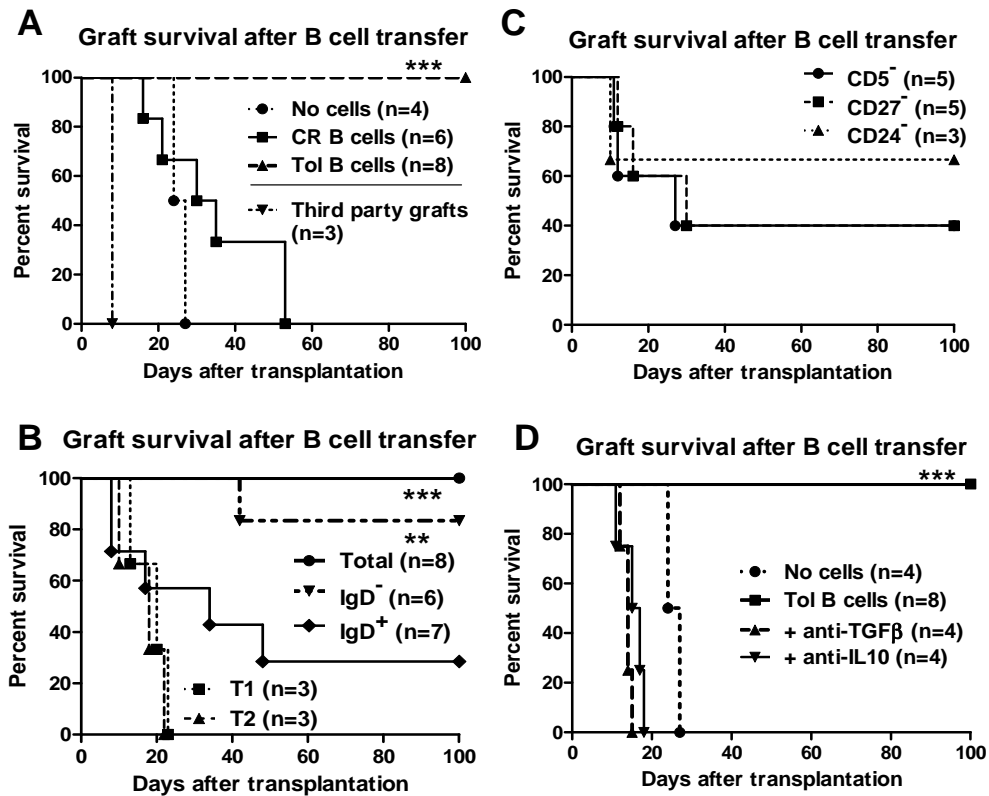 A
Graft survival after B cell transfer
Percent survival
100
80
60
40
20
0
***
No cells (n=4)
CR B cells (n=6)
Tol B cells (n=8)
Third party grafts
(n=3)
0 20 40 60 80 100
Days after transplantation
C
Graft survival after B cell transfer
Percent survival
100
80
60
40
20
0
CD5⁻ (n=5)
CD27⁻ (n=5)
CD24⁻ (n=3)
0 20 40 60 80 100
Days after transplantation
B
Graft survival after B cell transfer
Percent survival
100
80
60
40
20
0
***
**
Total (n=8)
IgD⁻ (n=6)
IgD⁺ (n=7)
T1 (n=3)
T2 (n=3)
0 20 40 60 80 100
Days after transplantation
D
Graft survival after B cell transfer
Percent survival
100
80
60
40
20
0
***
No cells (n=4)
Tol B cells (n=8)
+ anti-TGFβ (n=4)
+ anti-IL10 (n=4)
0 20 40 60 80 100
Days after transplantation